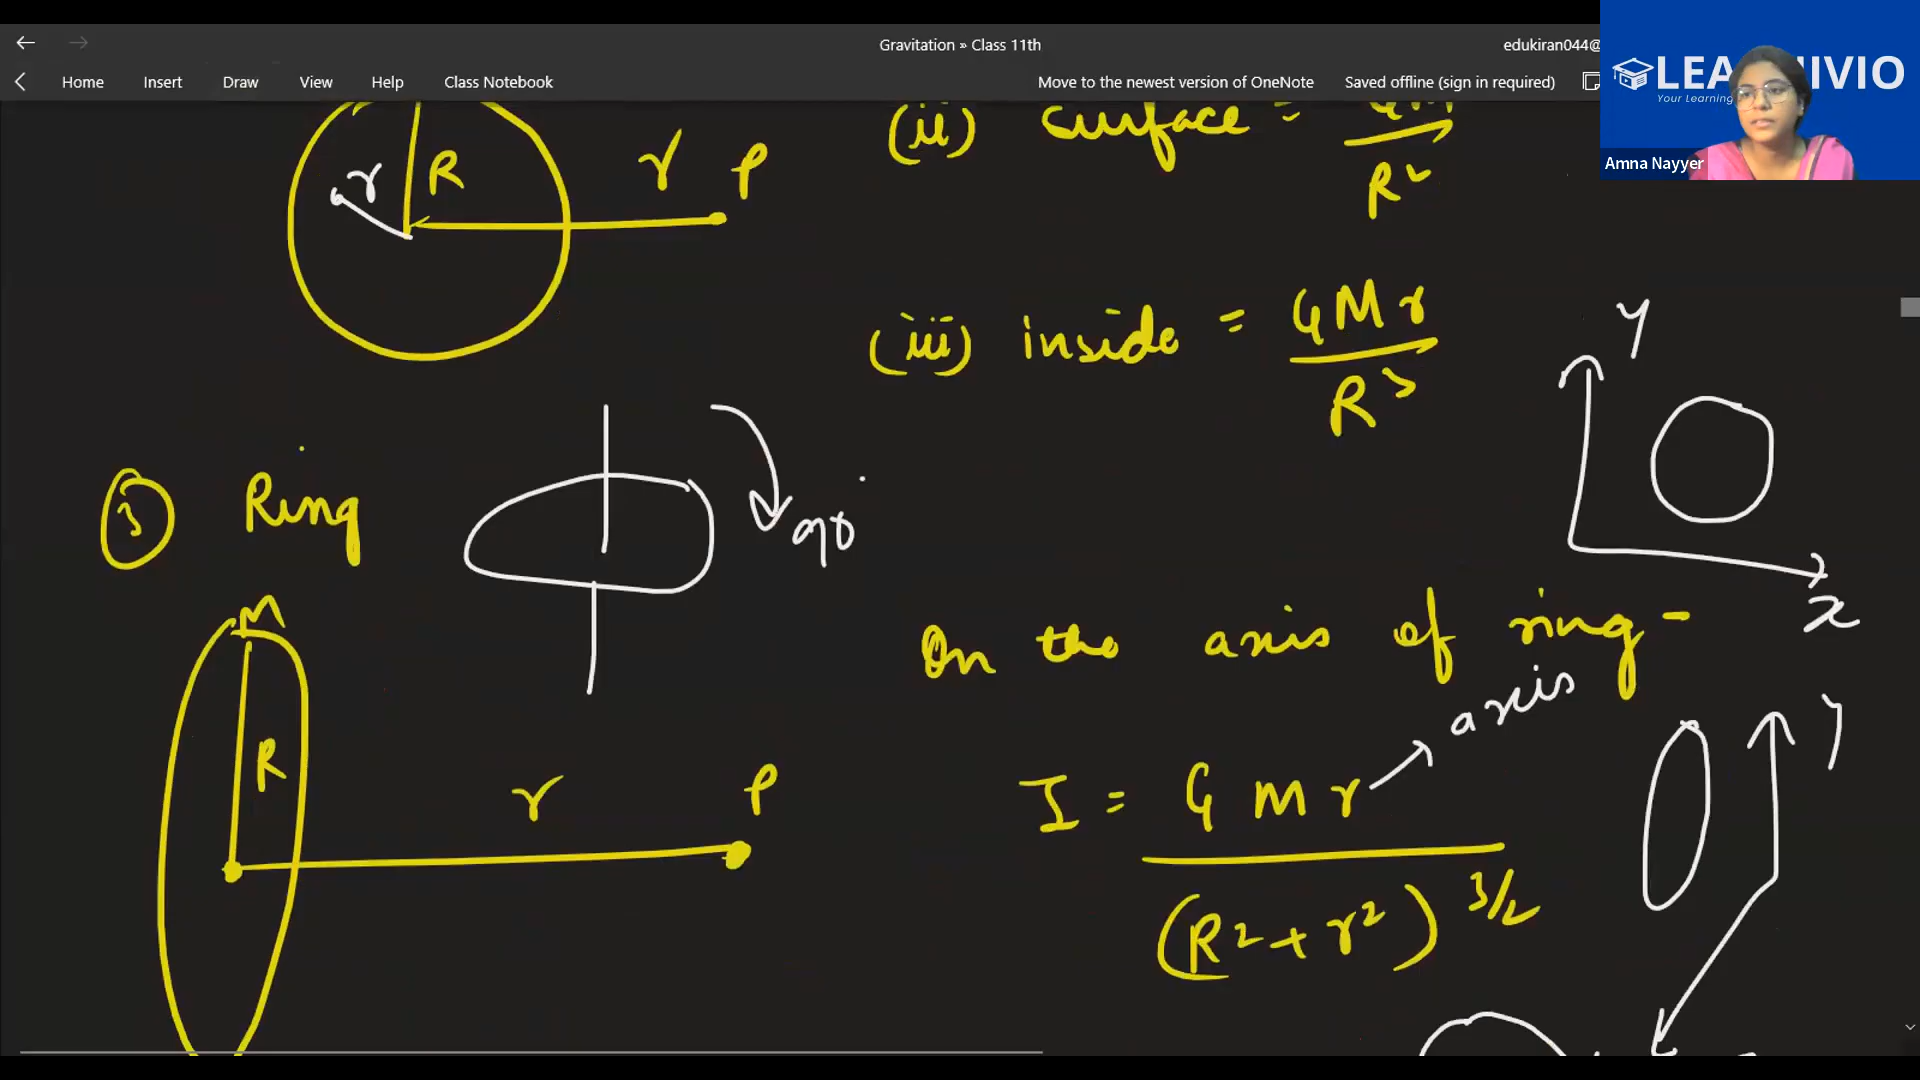 Gravitation » Class 11th
edukiran044@
Home Insert Draw View Help Class Notebook
Move to the newest version of OneNote Saved offline (sign in required)
Your Learning
Amna Nayyer
r R r P
(ii) surface = GM / R²
(iii) inside = GMr / R³
y
x
3 Ring
90°
M
R
r P
On the axis of ring -
axis
I = G M r / (R² + r²)^3/2
y